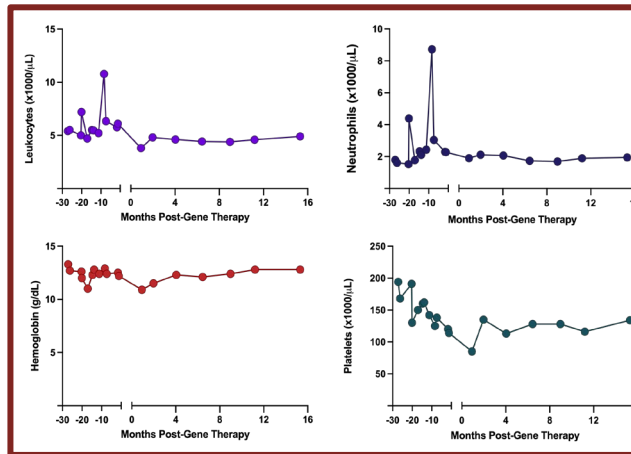 Leukocytes (x1000/μL)
15
10
5
-30 -20 -10 0 4 8 12 16
Months Post-Gene Therapy
Neutrophils (x1000/μL)
10
8
6
4
2
-30 -20 -10 0 4 8 12
Months Post-Gene Therapy
Hemoglobin (g/dL)
15
10
5
-30 -20 -10 0 4 8 12 16
Months Post-Gene Therapy
Platelets (x1000/μL)
250
200
150
100
50
-30 -20 -10 0 4 8 12
Months Post-Gene Therapy